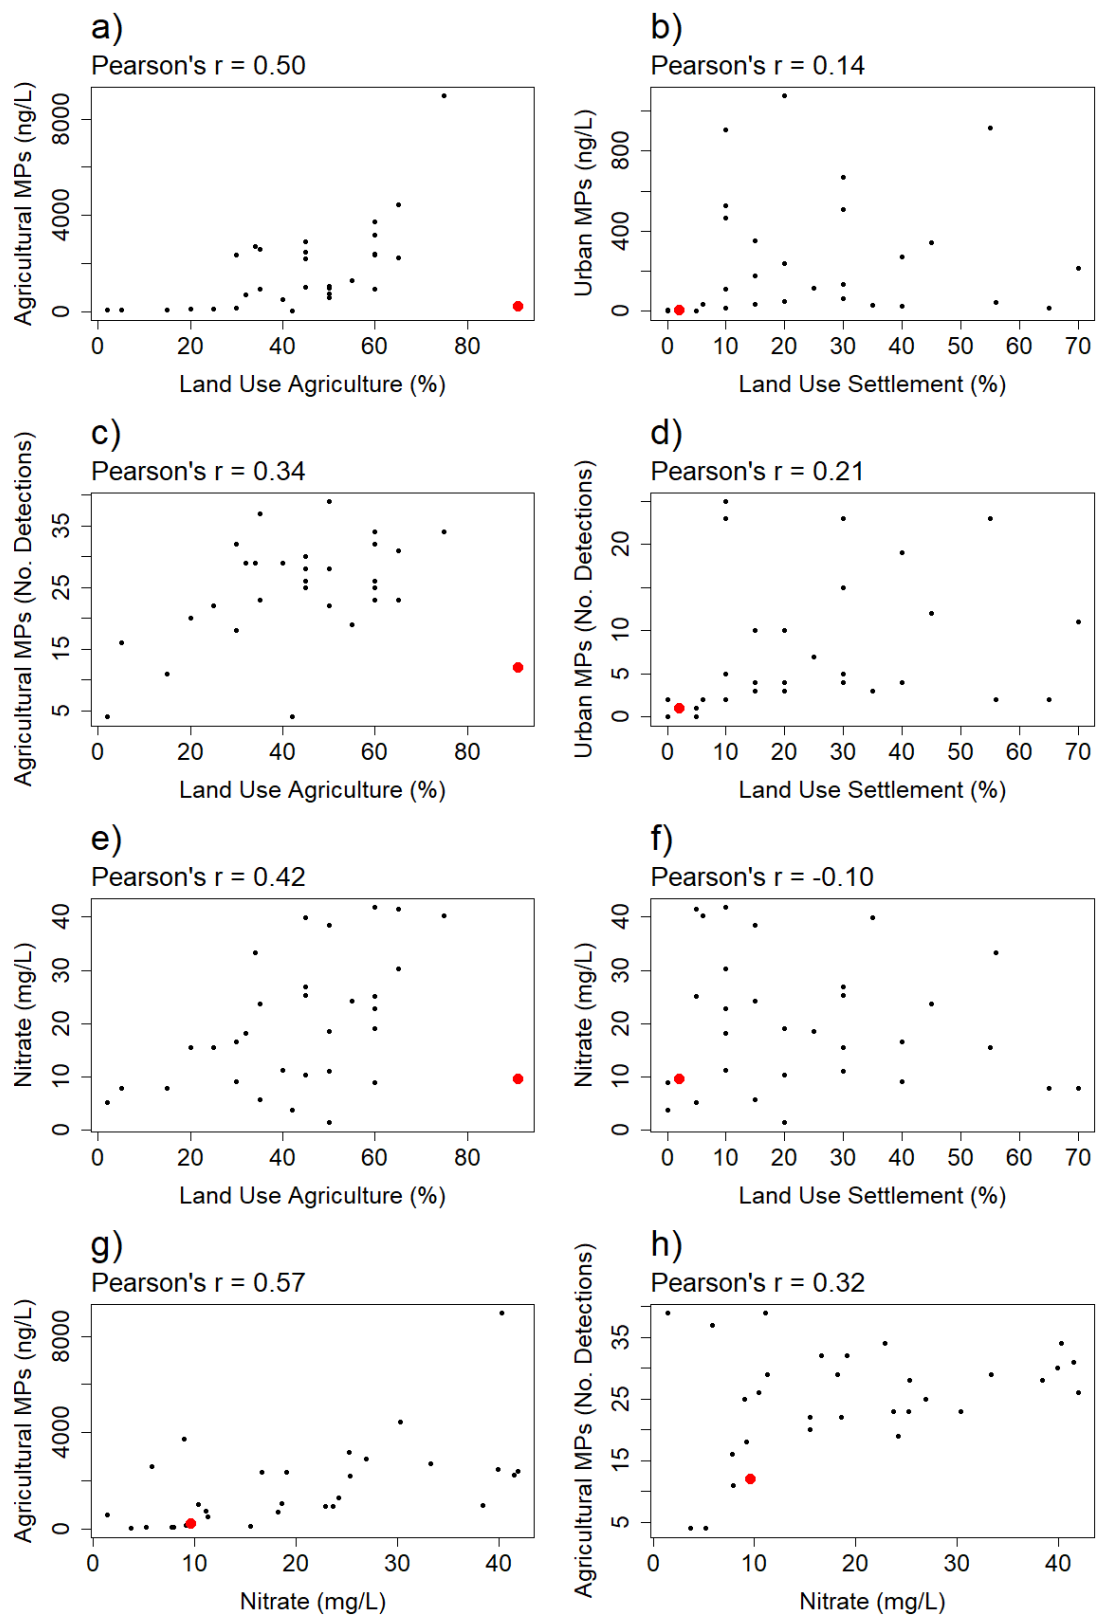 a)
Pearson's r = 0.50
Agricultural MPs (ng/L)
8000
4000
0
0 20 40 60 80
Land Use Agriculture (%)
b)
Pearson's r = 0.14
Urban MPs (ng/L)
800
400
0
0 10 20 30 40 50 60 70
Land Use Settlement (%)
c)
Pearson's r = 0.34
Agricultural MPs (No. Detections)
35
25
15
5
0 20 40 60 80
Land Use Agriculture (%)
d)
Pearson's r = 0.21
Urban MPs (No. Detections)
20
10
5
0
0 10 20 30 40 50 60 70
Land Use Settlement (%)
e)
Pearson's r = 0.42
Nitrate (mg/L)
40
30
20
10
0
0 20 40 60 80
Land Use Agriculture (%)
f)
Pearson's r = -0.10
Nitrate (mg/L)
40
30
20
10
0
0 10 20 30 40 50 60 70
Land Use Settlement (%)
g)
Pearson's r = 0.57
Agricultural MPs (ng/L)
8000
4000
0
0 10 20 30 40
Nitrate (mg/L)
h)
Pearson's r = 0.32
Agricultural MPs (No. Detections)
35
25
15
5
0 10 20 30 40
Nitrate (mg/L)